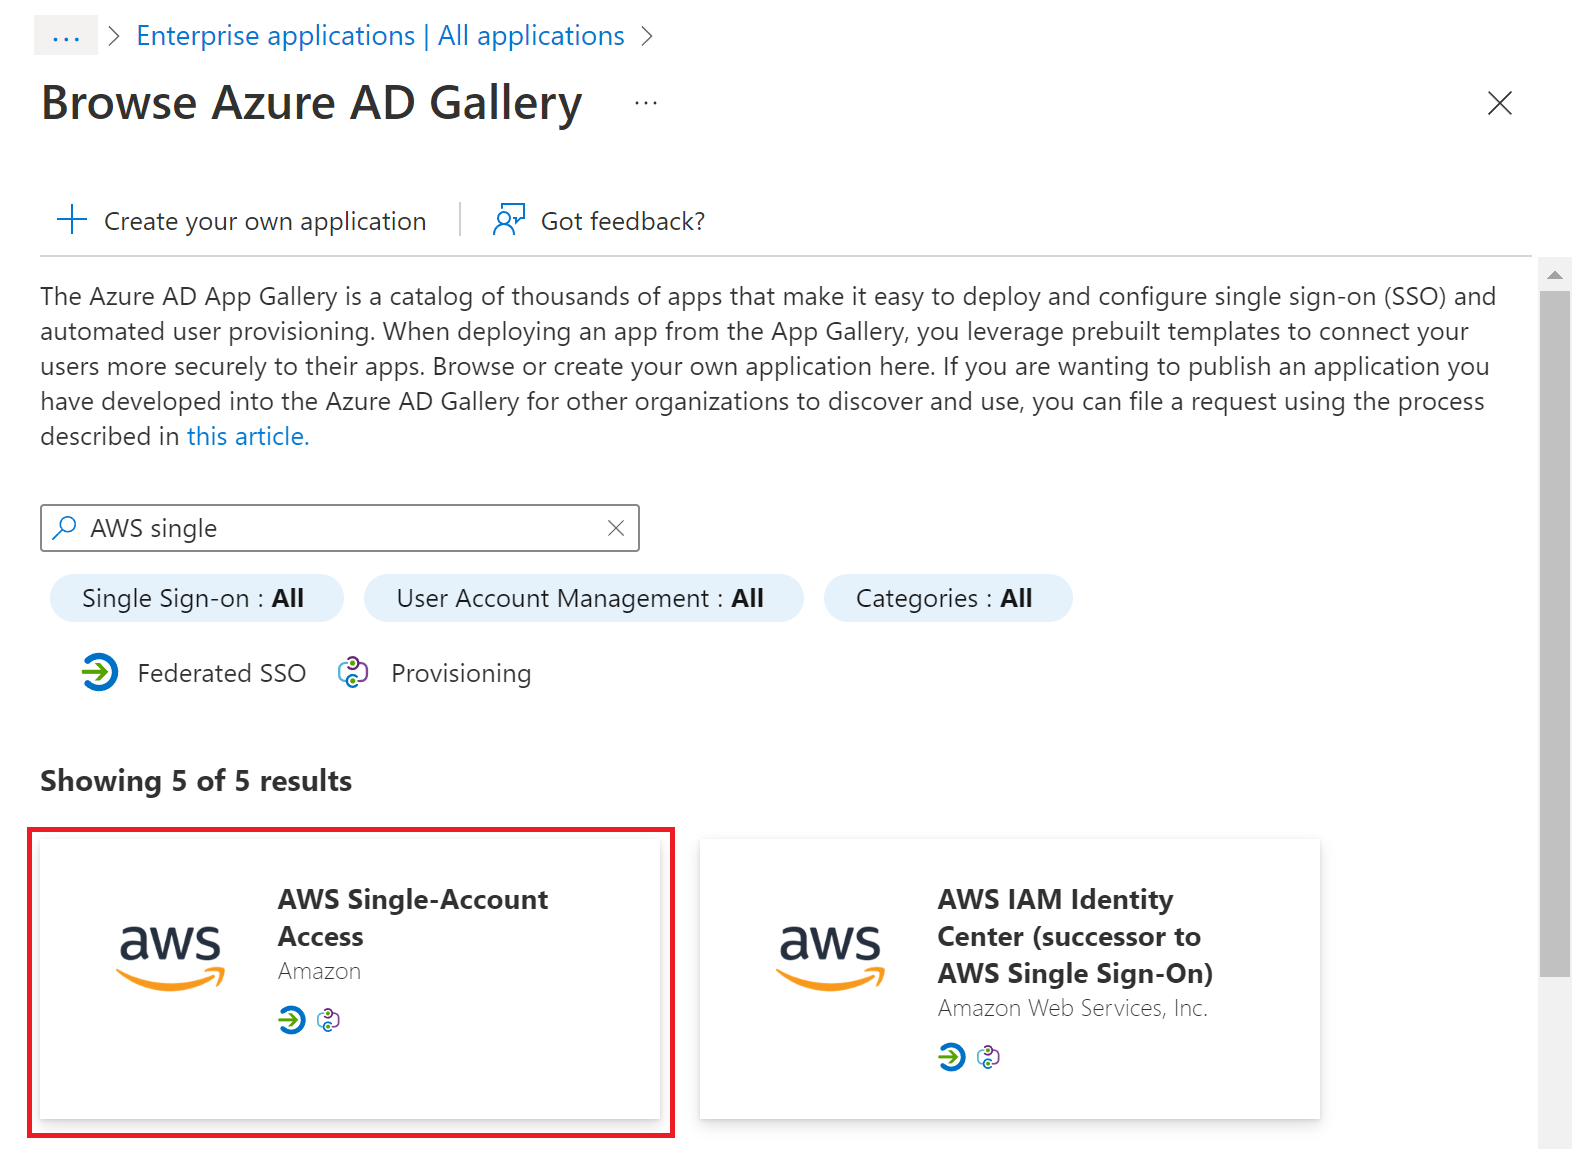 ... > Enterprise applications | All applications >
Browse Azure AD Gallery ...
Create your own application
Got feedback?
The Azure AD App Gallery is a catalog of thousands of apps that make it easy to deploy and configure single sign-on (SSO) and
automated user provisioning. When deploying an app from the App Gallery, you leverage prebuilt templates to connect your
users more securely to their apps. Browse or create your own application here. If you are wanting to publish an application you
have developed into the Azure AD Gallery for other organizations to discover and use, you can file a request using the process
described in this article.
AWS single
Single Sign-on : All
User Account Management : All
Categories : All
Federated SSO
Provisioning
Showing 5 of 5 results
aws
AWS Single-Account
Access
Amazon
aws
AWS IAM Identity
Center (successor to
AWS Single Sign-On)
Amazon Web Services, Inc.